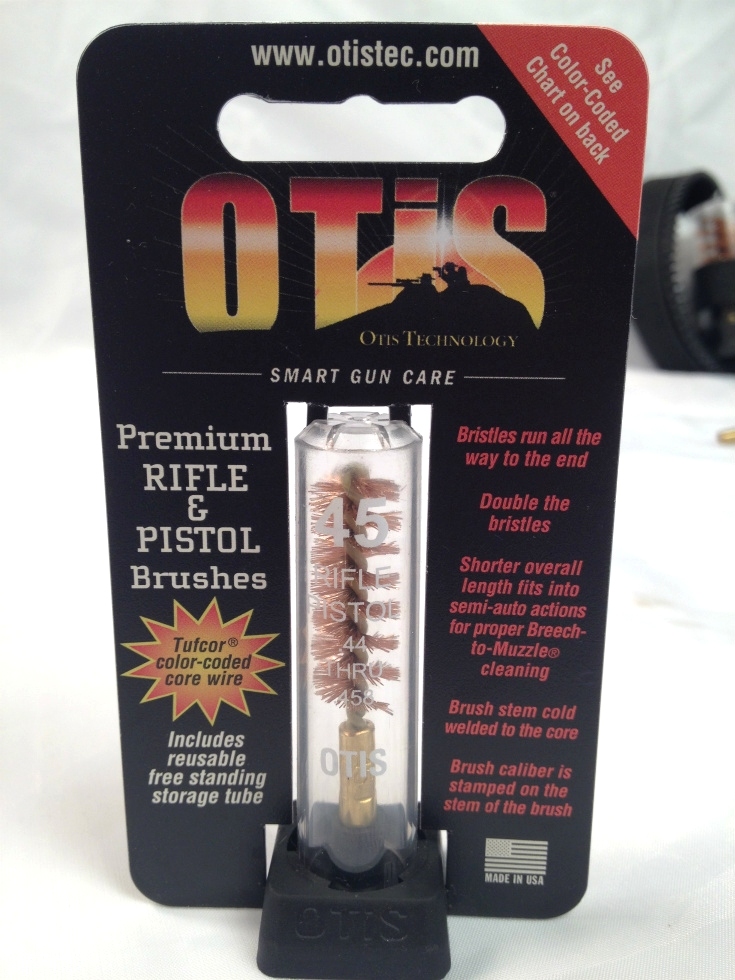 www.otistec.com
See
Color-Coded
Chart on back
OTiS
OTIS TECHNOLOGY
SMART GUN CARE
Premium
RIFLE
&
PISTOL
Brushes
Tufcor®
color-coded
core wire
Includes
reusable
free standing
storage tube
45
RIFLE
PISTOL
44
THRU
458
OTIS
OTIS
Bristles run all the
way to the end
Double the
bristles
Shorter overall
length fits into
semi-auto actions
for proper Breech-
to-Muzzle®
cleaning
Brush stem cold
welded to the core
Brush caliber is
stamped on the
stem of the brush
MADE IN USA